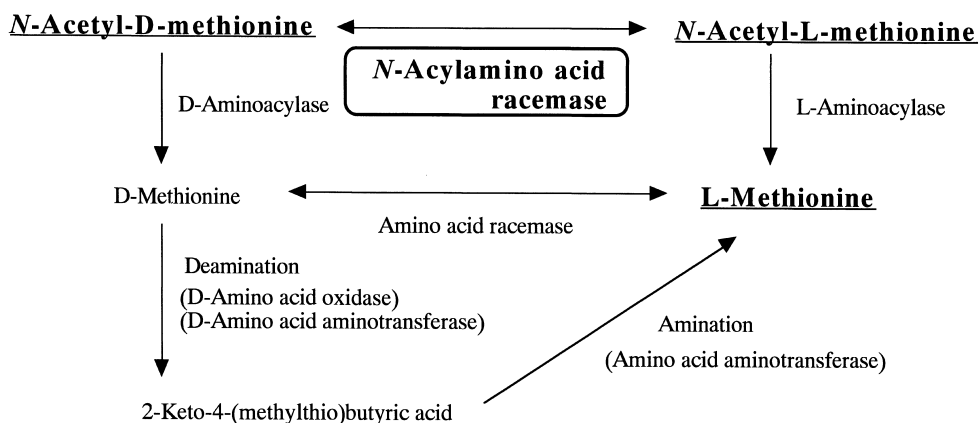 N-Acetyl-D-methionine
N-Acetyl-L-methionine
N-Acylamino acid
racemase
D-Aminoacylase
L-Aminoacylase
D-Methionine
L-Methionine
Amino acid racemase
Deamination
(D-Amino acid oxidase)
(D-Amino acid aminotransferase)
Amination
(Amino acid aminotransferase)
2-Keto-4-(methylthio)butyric acid